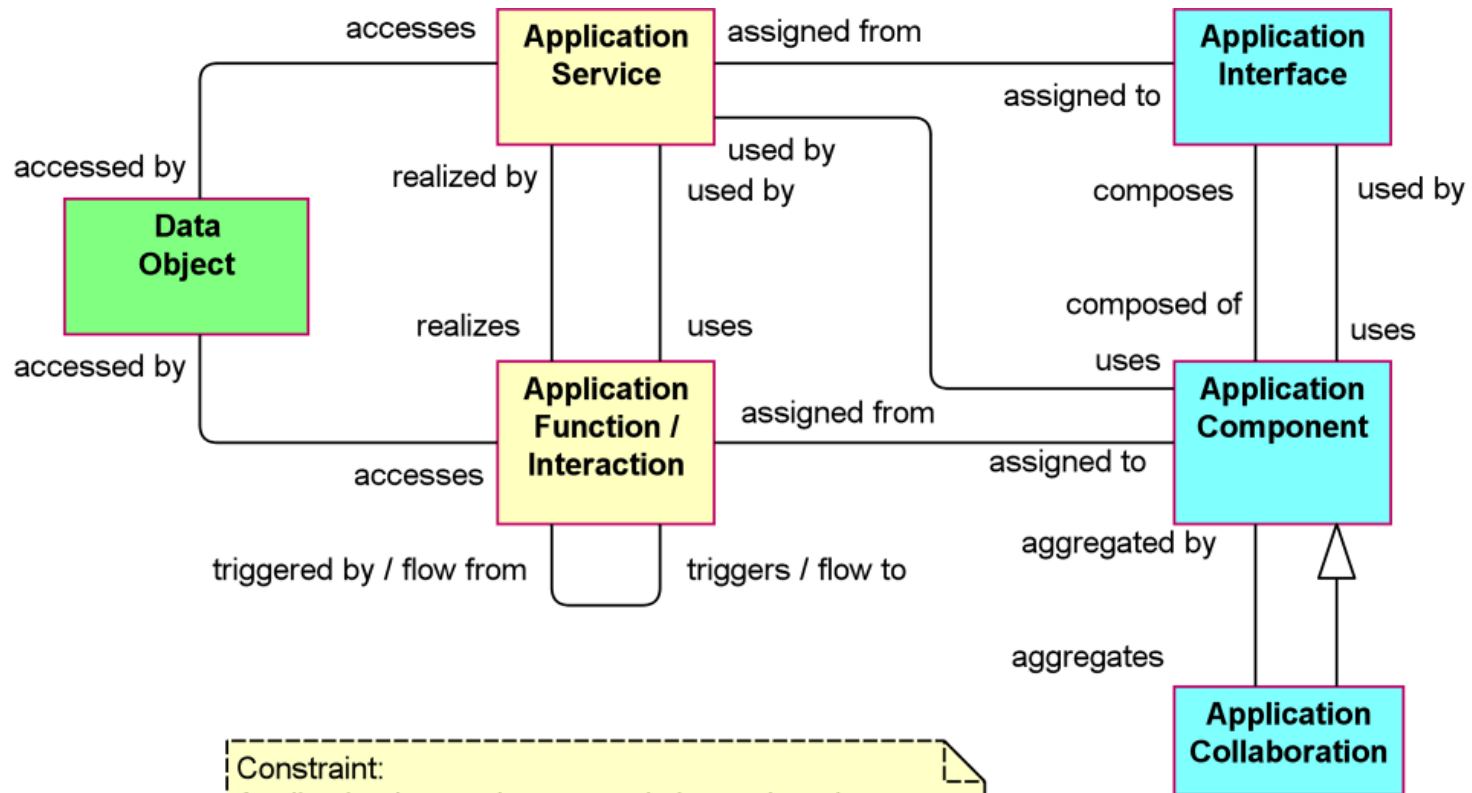 accesses
Application
Service
assigned from
Application
Interface
assigned to
accessed by
realized by
used by
used by
composes
used by
Data
Object
composed of
realizes
uses
uses
uses
accessed by
Application
Function /
Interaction
assigned from
Application
Component
assigned to
accesses
aggregated by
triggered by / flow from
triggers / flow to
aggregates
Application
Collaboration
Constraint: